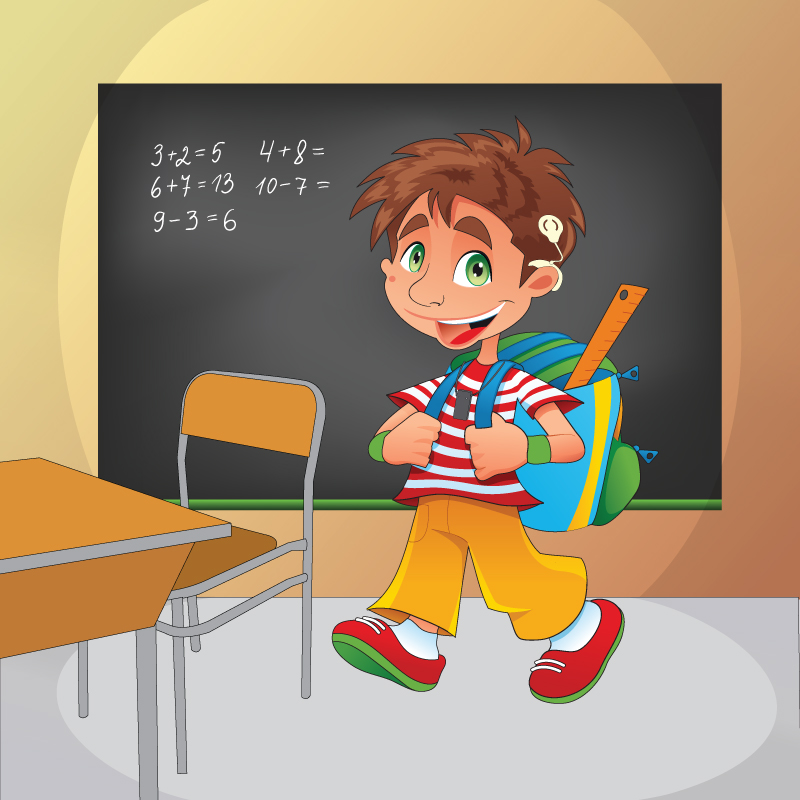 3+2=5 4+8=
6+7=13 10-7=
9-3=6